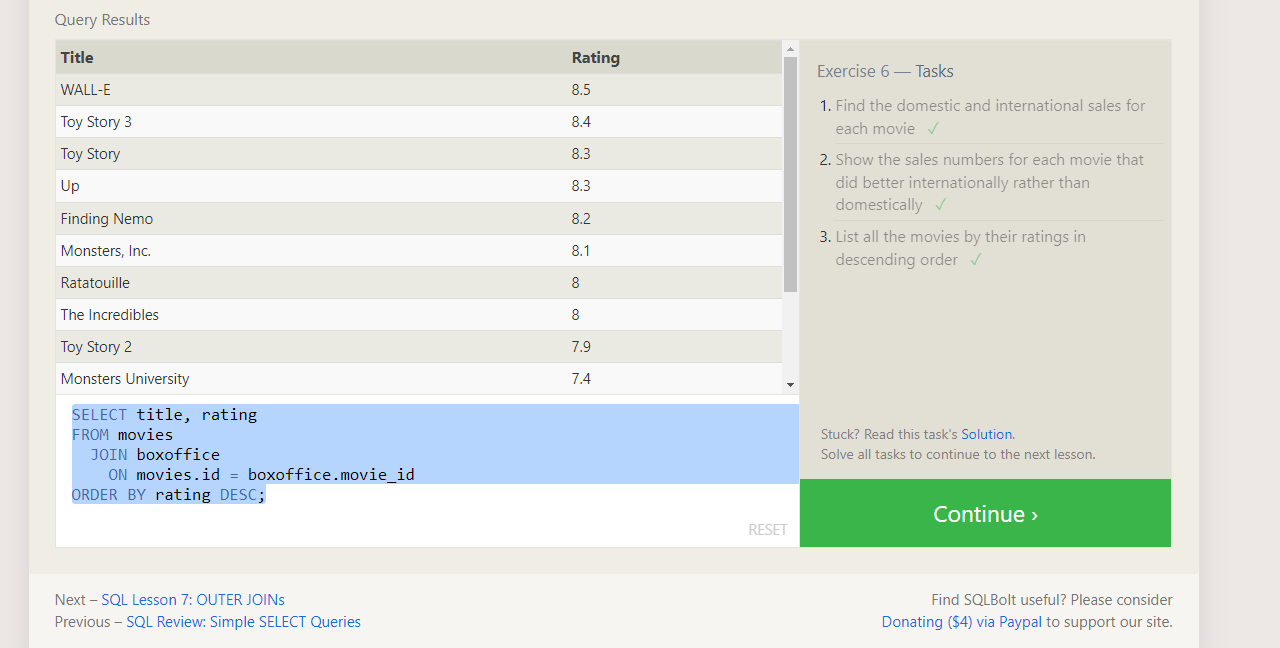 Query Results
Title Rating
WALL-E 8.5
Toy Story 3 8.4
Toy Story 8.3
Up 8.3
Finding Nemo 8.2
Monsters, Inc. 8.1
Ratatouille 8
The Incredibles 8
Toy Story 2 7.9
Monsters University 7.4
SELECT title, rating
FROM movies
  JOIN boxoffice
    ON movies.id = boxoffice.movie_id
ORDER BY rating DESC;
RESET
Exercise 6 — Tasks
1. Find the domestic and international sales for
each movie ✓
2. Show the sales numbers for each movie that
did better internationally rather than
domestically ✓
3. List all the movies by their ratings in
descending order ✓
Stuck? Read this task's Solution.
Solve all tasks to continue to the next lesson.
Continue ›
Next – SQL Lesson 7: OUTER JOINs
Previous – SQL Review: Simple SELECT Queries
Find SQLBolt useful? Please consider
Donating ($4) via Paypal to support our site.